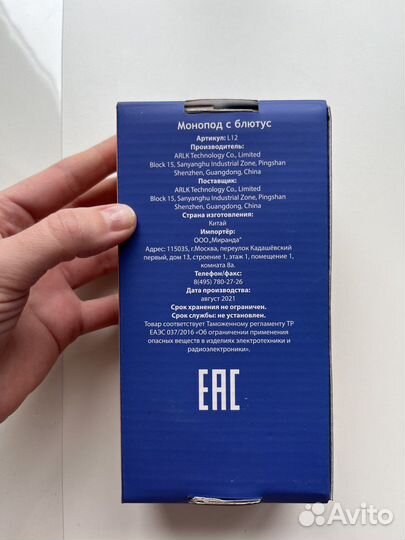 Монопод с блютус
Артикул: L12
Производитель:
ARLK Technology Co., Limited
Block 15, Sanyanghu Industrial Zone, Pingshan
Shenzhen, Guangdong, China
Поставщик:
ARLK Technology Co., Limited
Block 15, Sanyanghu Industrial Zone, Pingshan
Shenzhen, Guangdong, China
Страна изготовления:
Китай
Импортёр:
ООО„Миранда"
Адрес: 115035, г.Москва, переулок Кадашёвский
первый, дом 13, строение 1, этаж 1, помещение 1,
комната 8а.
Телефон/факс:
8(495) 780-27-26
Дата производства:
август 2021
Срок хранения не ограничен.
Срок службы: не установлен.
Товар соответствует Таможенному регламенту ТР
ЕАЭС 037/2016 «Об ограничении применения
опасных веществ в изделиях электротехники и
радиоэлектроники».
EAC
Avito